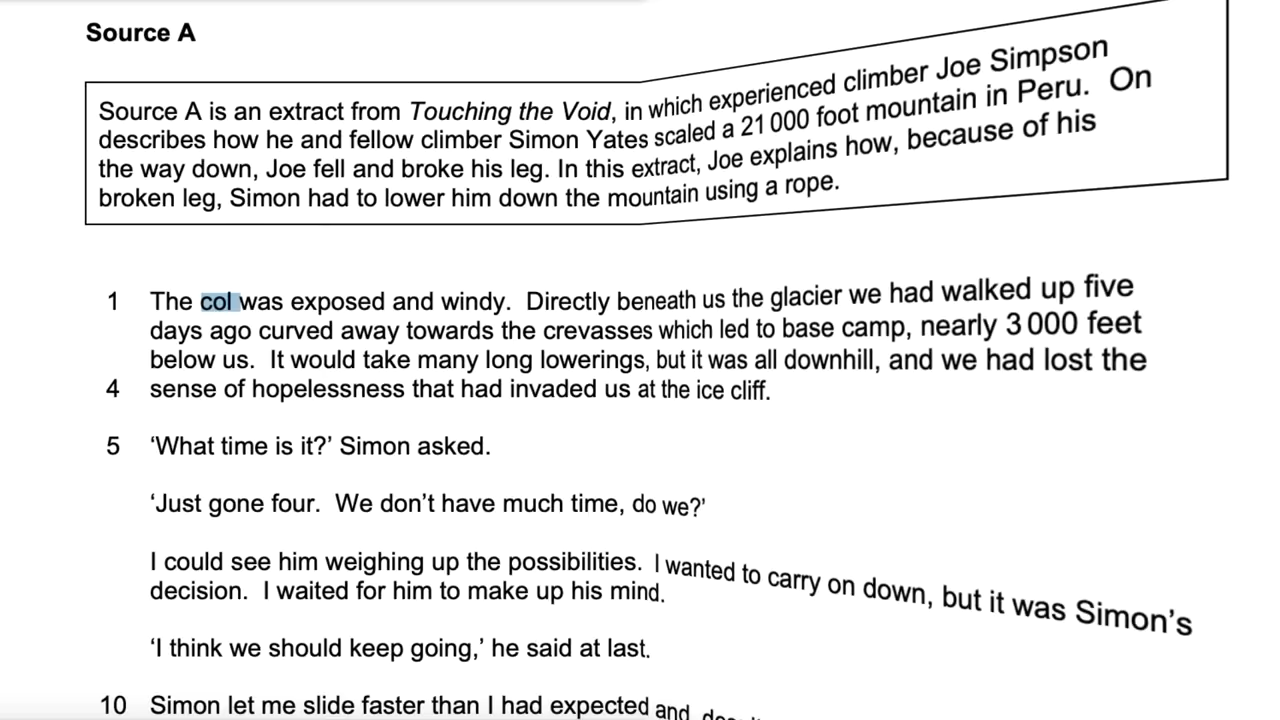 Source A
Source A is an extract from Touching the Void, in which experienced climber Joe Simpson
describes how he and fellow climber Simon Yates scaled a 21 000 foot mountain in Peru. On
the way down, Joe fell and broke his leg. In this extract, Joe explains how, because of his
broken leg, Simon had to lower him down the mountain using a rope.
1 The col was exposed and windy. Directly beneath us the glacier we had walked up five
days ago curved away towards the crevasses which led to base camp, nearly 3 000 feet
below us. It would take many long lowerings, but it was all downhill, and we had lost the
4 sense of hopelessness that had invaded us at the ice cliff.
5 ‘What time is it?’ Simon asked.
‘Just gone four. We don’t have much time, do we?’
I could see him weighing up the possibilities. I wanted to carry on down, but it was Simon’s
decision. I waited for him to make up his mind.
‘I think we should keep going,’ he said at last.
10 Simon let me slide faster than I had expected and